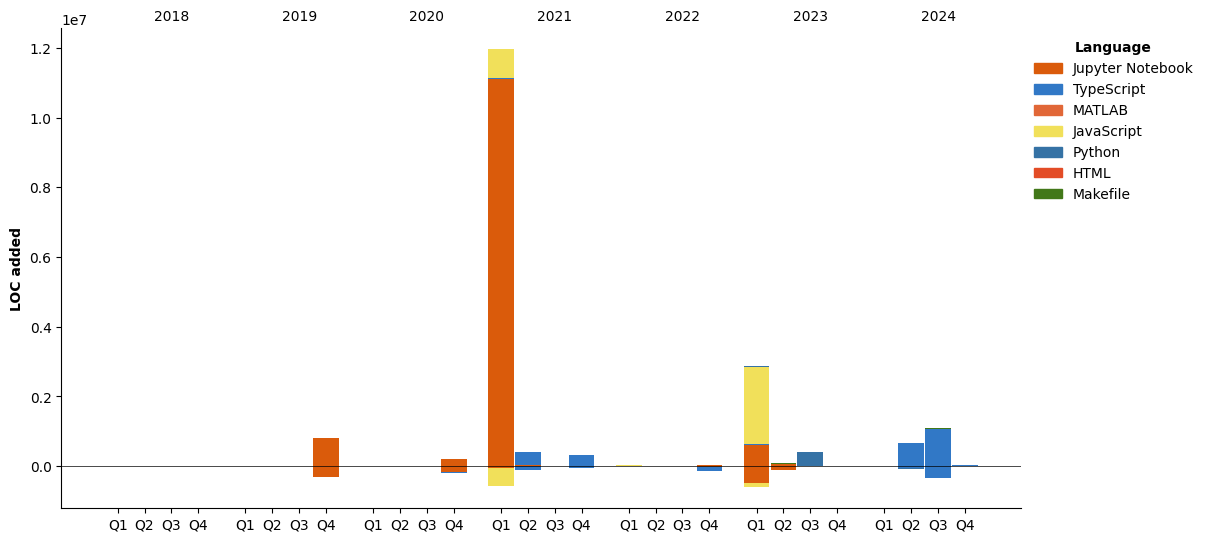 1e7
2018 2019 2020 2021 2022 2023 2024
1.2
1.0
0.8
0.6
0.4
0.2
0.0
LOC added
Q1 Q2 Q3 Q4 Q1 Q2 Q3 Q4 Q1 Q2 Q3 Q4 Q1 Q2 Q3 Q4 Q1 Q2 Q3 Q4 Q1 Q2 Q3 Q4 Q1 Q2 Q3 Q4
Language
Jupyter Notebook
TypeScript
MATLAB
JavaScript
Python
HTML
Makefile